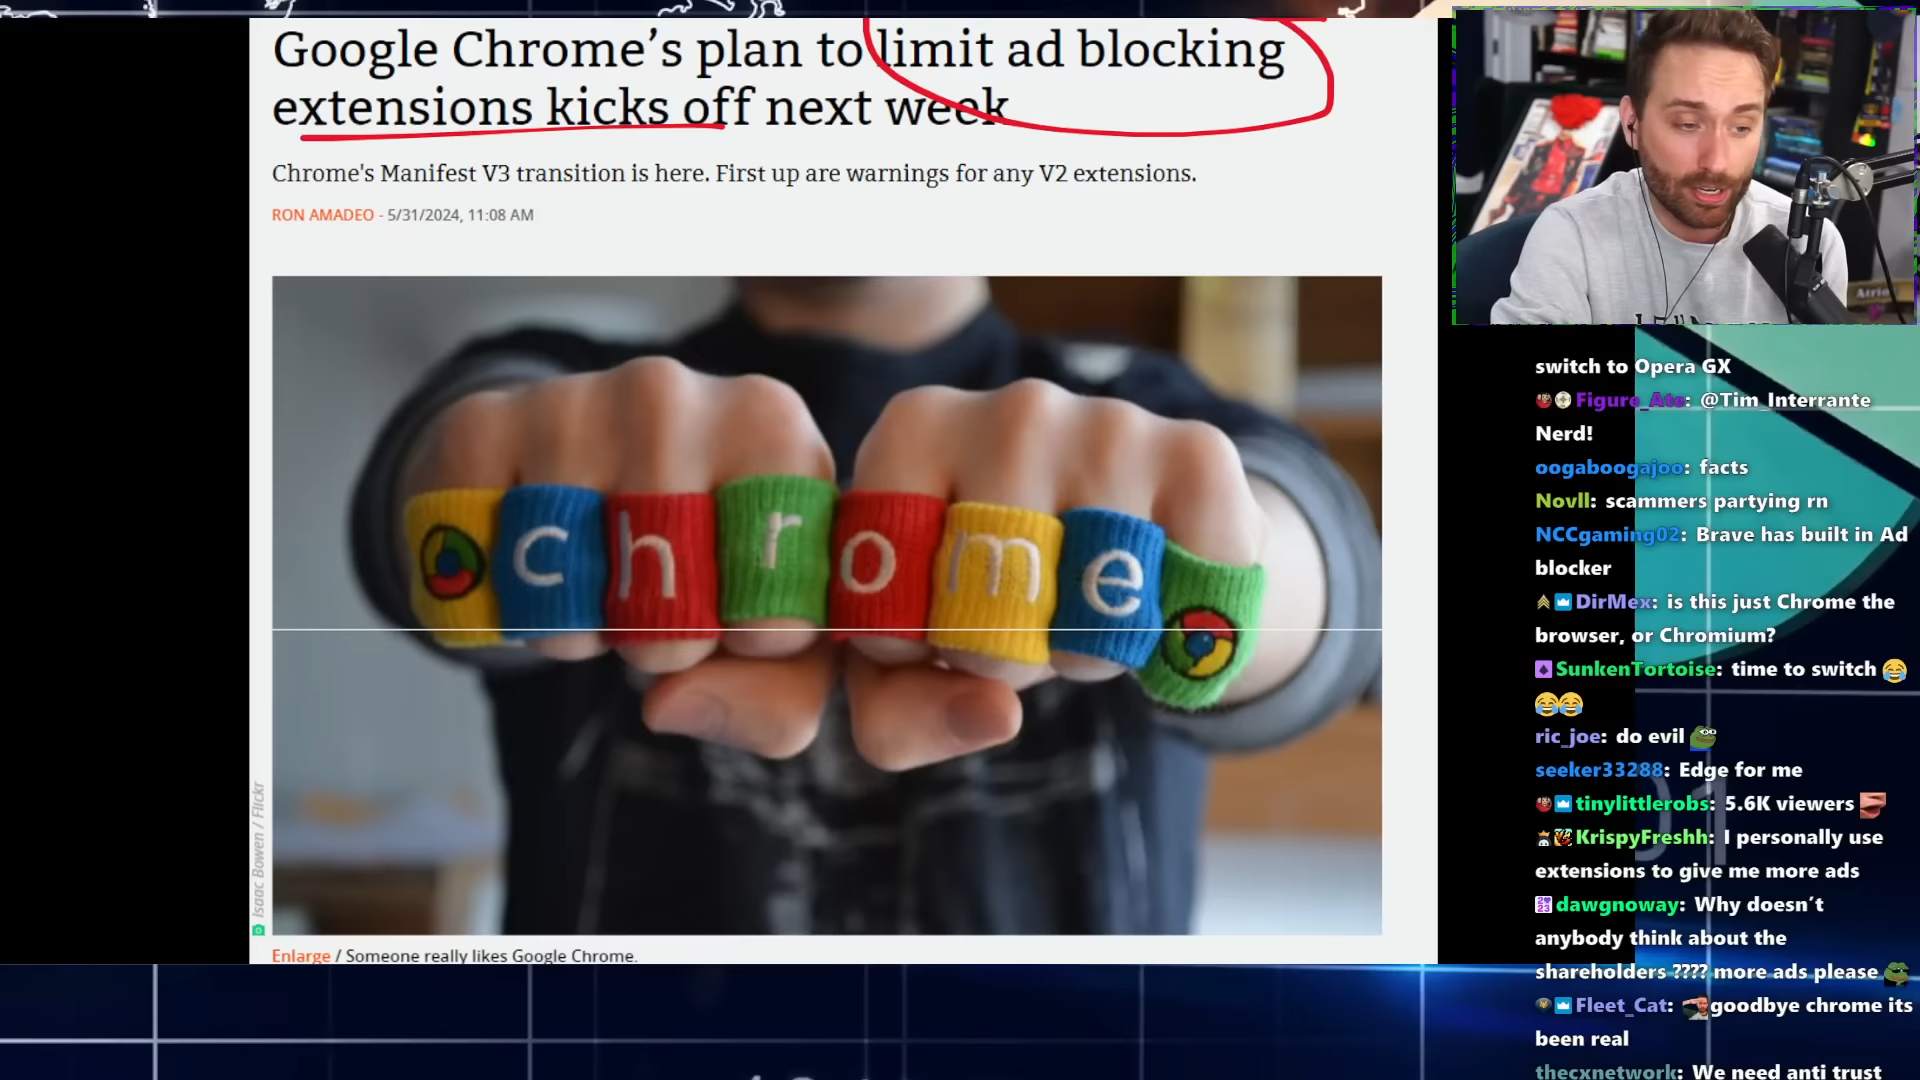 Google Chrome's plan to limit ad blocking
extensions kicks off next week
Chrome's Manifest V3 transition is here. First up are warnings for any V2 extensions.
RON AMADEO - 5/31/2024, 11:08 AM
chrome
Isaac Bowen / Flickr
Enlarge / Someone really likes Google Chrome.
switch to Opera GX
Figure_Ate: @Tim_Interrante
Nerd!
oogaboogajoo: facts
Novll: scammers partying rn
NCCgaming02: Brave has built in Ad
blocker
DirMex: is this just Chrome the
browser, or Chromium?
SunkenTortoise: time to switch 😂
😂😂
ric_joe: do evil
seeker33288: Edge for me
tinylittlerobs: 5.6K viewers
KrispyFreshh: I personally use
extensions to give me more ads
dawgnoway: Why doesn't
anybody think about the
shareholders ???? more ads please
Fleet_Cat: goodbye chrome its
been real
thecxnetwork: We need anti trust